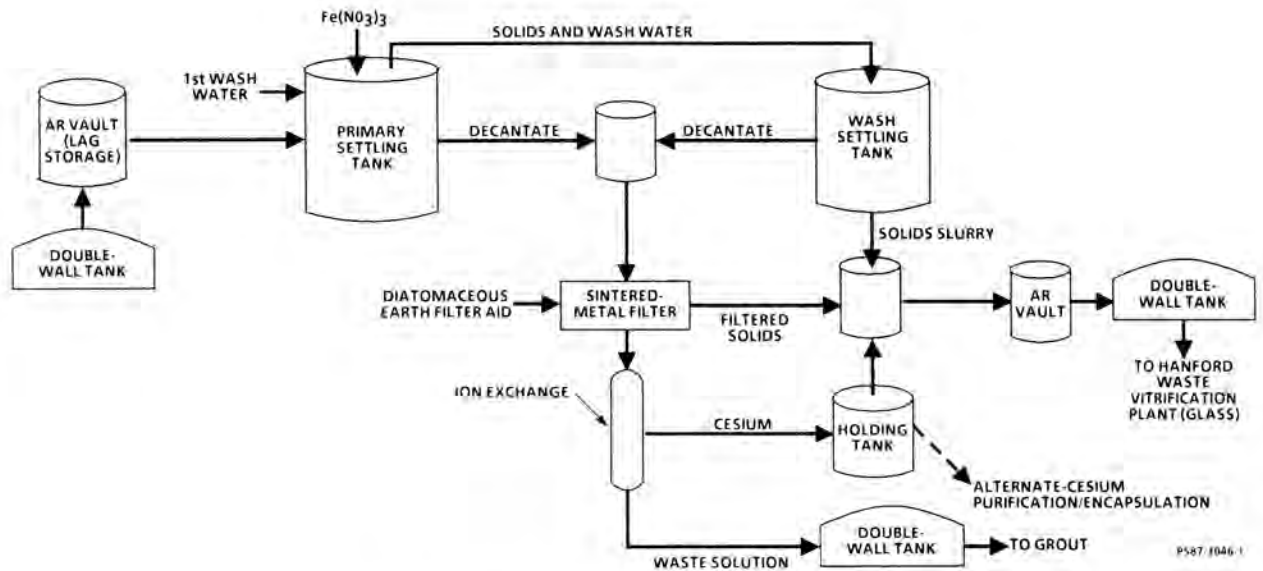 Fe(NO3)3
SOLIDS AND WASH WATER
1st WASH
WATER
AR VAULT
(LAG
STORAGE)
PRIMARY
SETTLING
TANK
DECANTATE
DECANTATE
WASH
SETTLING
TANK
DOUBLE-
WALL TANK
SOLIDS SLURRY
DIATOMACEOUS
EARTH FILTER AID
SINTERED-
METAL FILTER
FILTERED
SOLIDS
AR
VAULT
DOUBLE-
WALL TANK
TO HANFORD
WASTE
VITRIFICATION
PLANT (GLASS)
ION EXCHANGE
CESIUM
HOLDING
TANK
ALTERNATE-CESIUM
PURIFICATION/ENCAPSULATION
WASTE SOLUTION
DOUBLE-
WALL TANK
TO GROUT